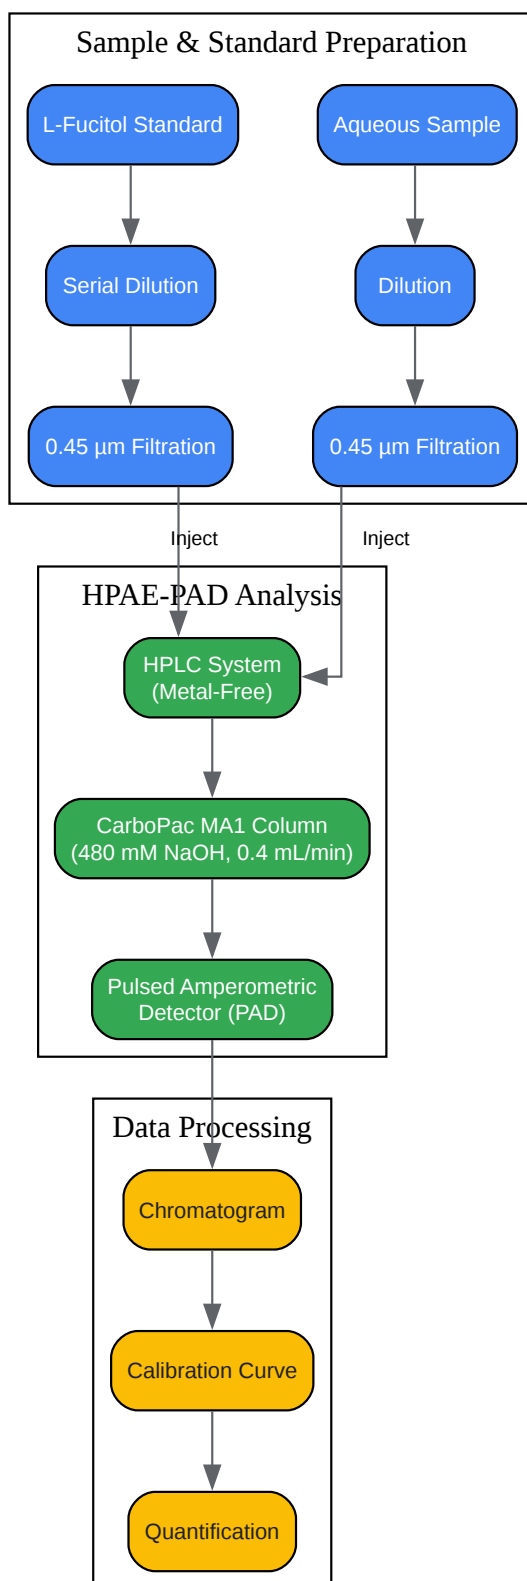 Sample & Standard Preparation
L-Fucitol Standard
Aqueous Sample
Serial Dilution
Dilution
0.45 µm Filtration
0.45 µm Filtration
Inject
Inject
HPAE-PAD Analysis
HPLC System
(Metal-Free)
CarboPac MA1 Column
(480 mM NaOH, 0.4 mL/min)
Pulsed Amperometric
Detector (PAD)
Data Processing
Chromatogram
Calibration Curve
Quantification